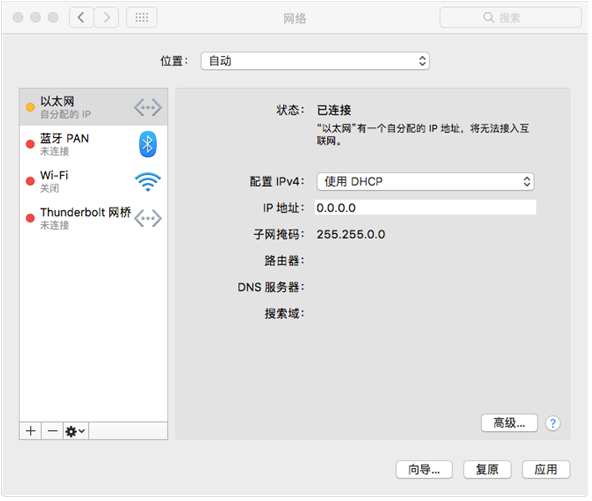 网络
搜索
位置： 自动
以太网
自分配的 IP
蓝牙 PAN
未连接
Wi-Fi
关闭
Thunderbolt 网桥
未连接
状态： 已连接
“以太网”有一个自分配的 IP 地址，将无法接入互
联网。
配置 IPv4： 使用 DHCP
IP 地址： 0.0.0.0
子网掩码： 255.255.0.0
路由器：
DNS 服务器：
搜索域：
高级... ?
向导... 复原 应用